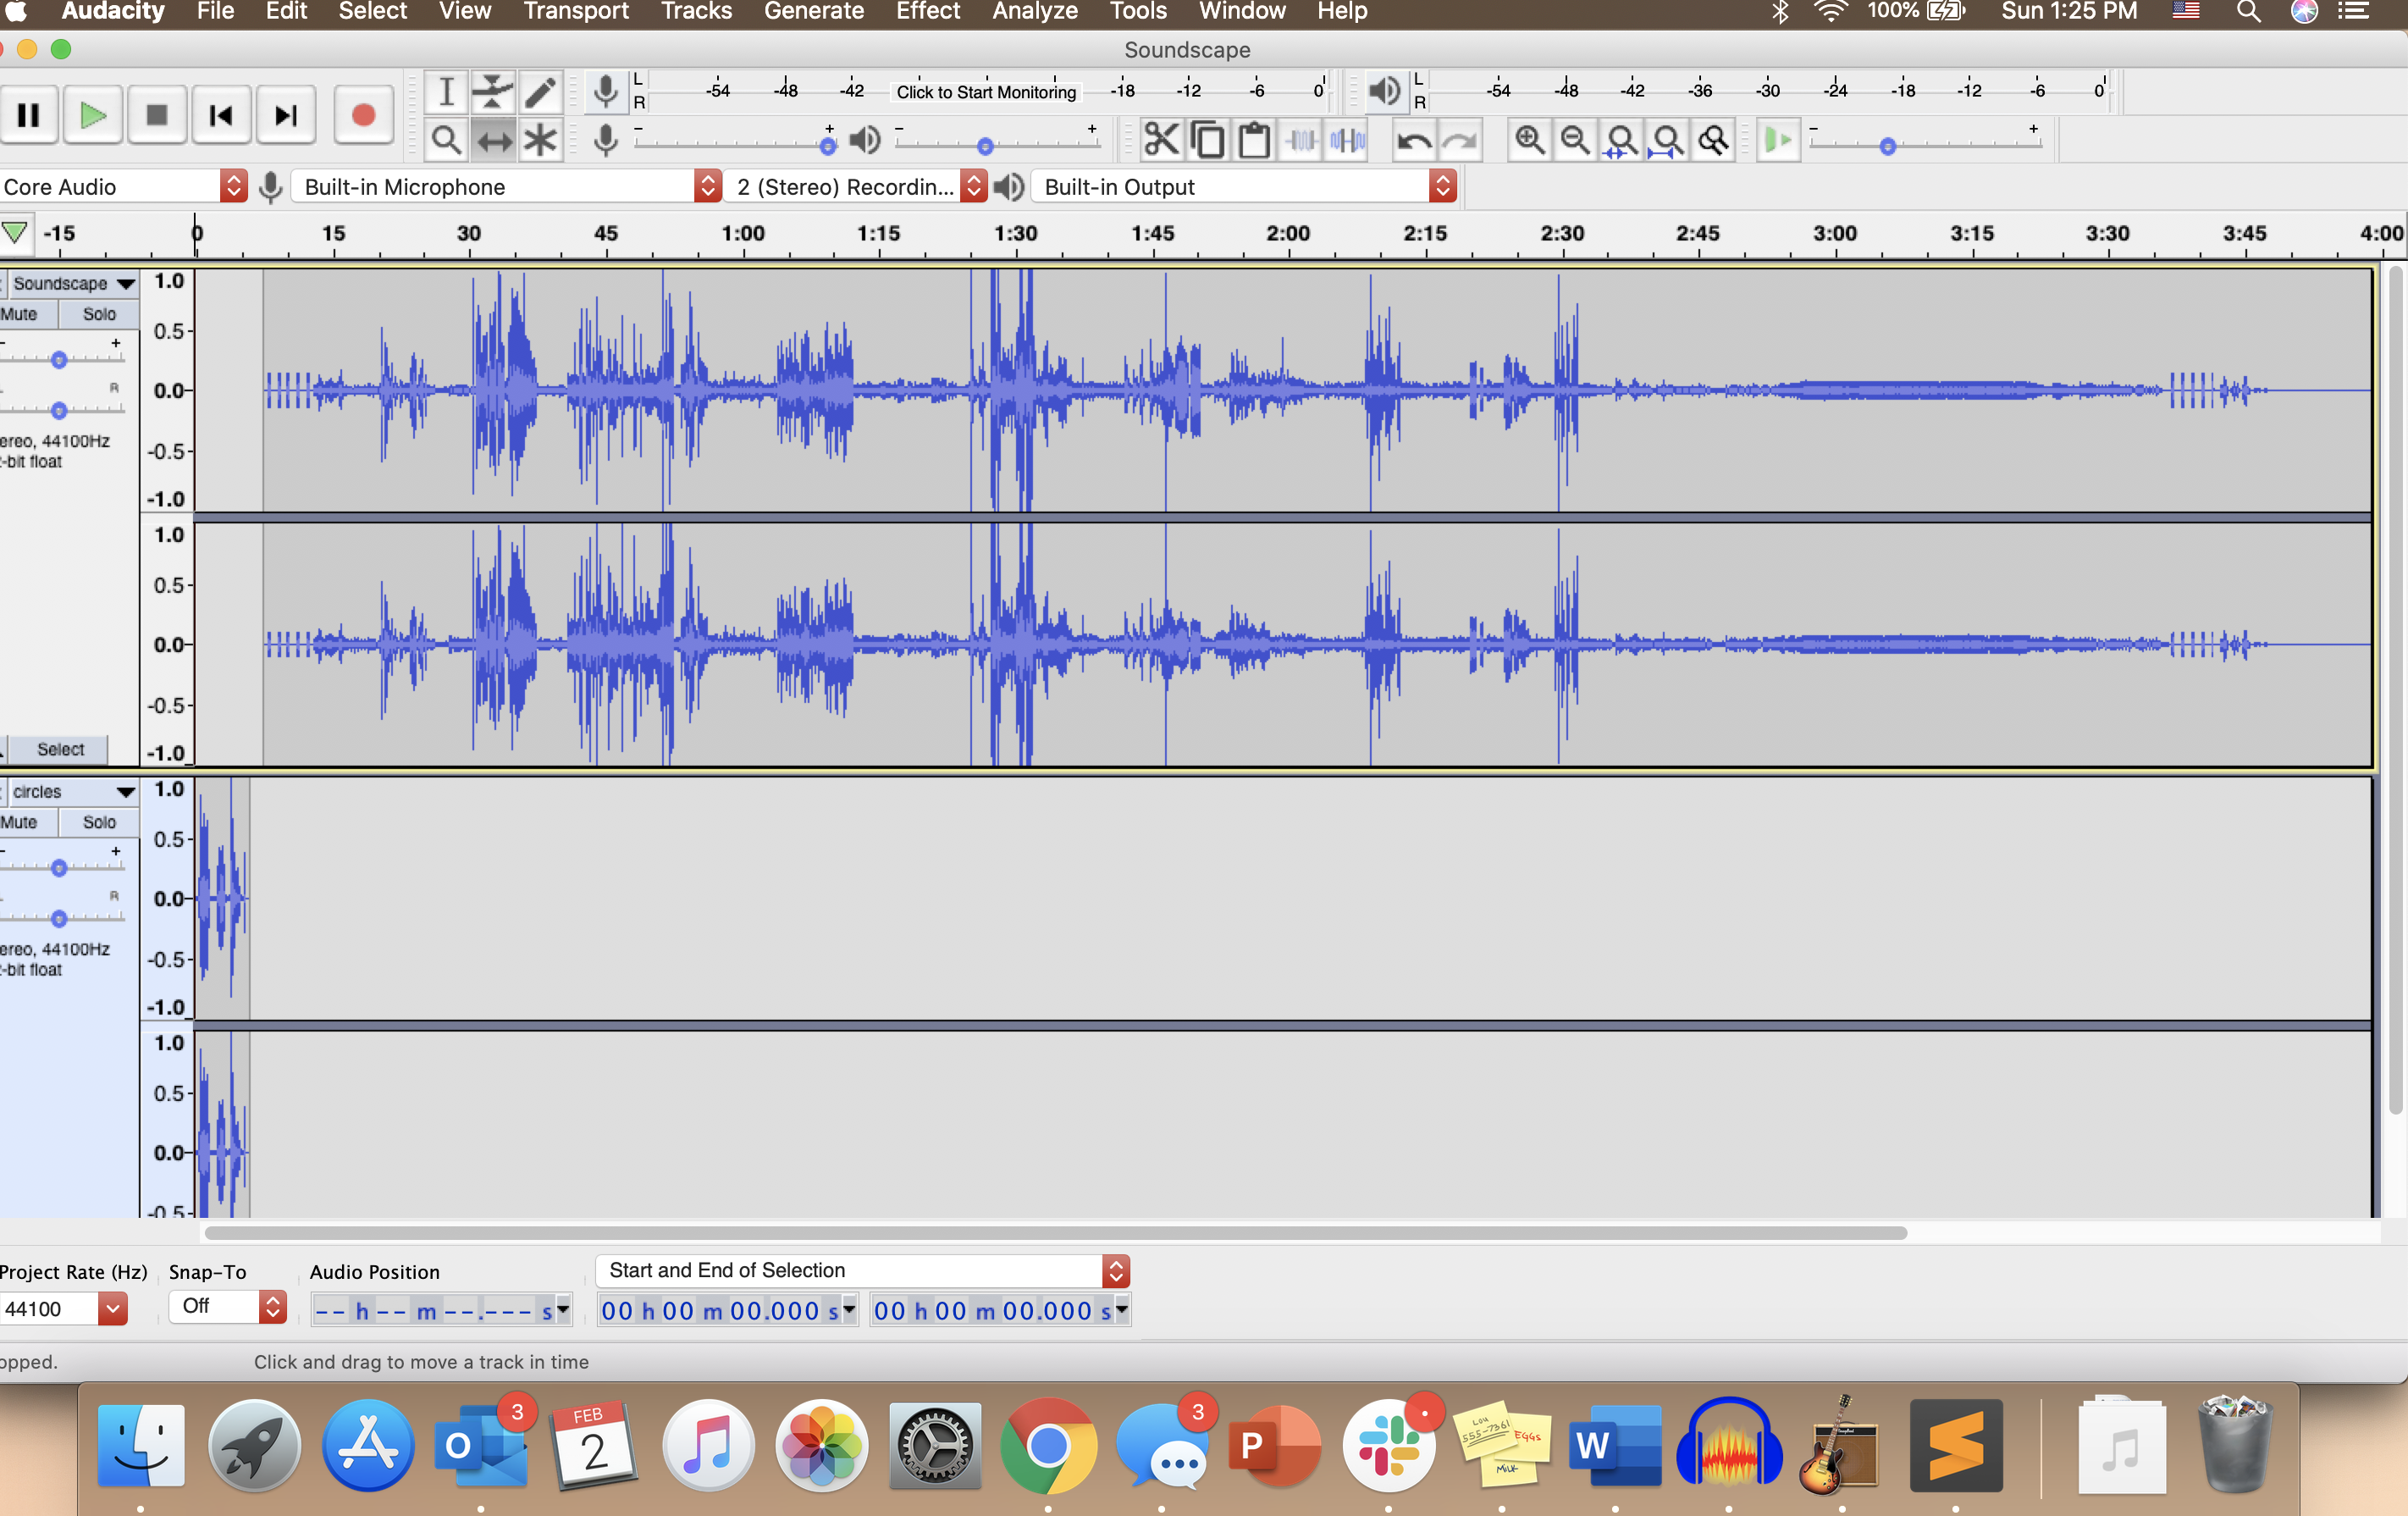 Audacity File Edit Select View Transport Tracks Generate Effect Analyze Tools Window Help 100% Sun 1:25 PM
Soundscape
L -54 -48 -42 Click to Start Monitoring -18 -12 -6 0 L -54 -48 -42 -36 -30 -24 -18 -12 -6 0
R R
- + - + - +
Core Audio Built-in Microphone 2 (Stereo) Recordin... Built-in Output
-15 0 15 30 45 1:00 1:15 1:30 1:45 2:00 2:15 2:30 2:45 3:00 3:15 3:30 3:45 4:00
Soundscape 1.0
Mute Solo
0.5
- +
R 0.0
ereo, 44100Hz
-0.5
-bit float
-1.0
1.0
0.5
0.0
-0.5
Select -1.0
circles 1.0
Mute Solo
0.5
- +
R 0.0
ereo, 44100Hz
-0.5
-bit float
-1.0
1.0
0.5
0.0
-0.5
Project Rate (Hz) Snap-To Audio Position Start and End of Selection
44100 Off -- h -- m --.--- s 00 h 00 m 00.000 s 00 h 00 m 00.000 s
opped. Click and drag to move a track in time
3 FEB 3
2
O P W
LOU
555-7361
EGGS
MILK